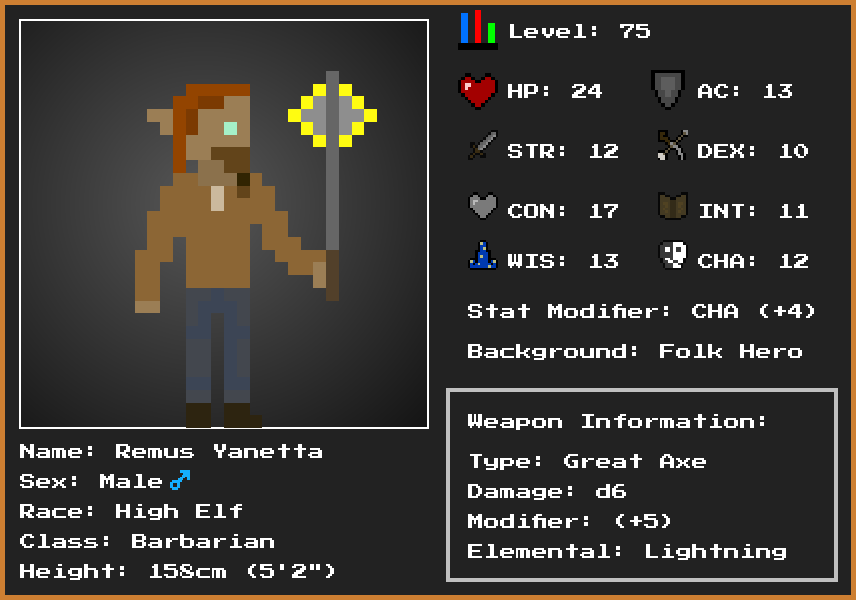 Level: 75
HP: 24 AC: 13
STR: 12 DEX: 10
CON: 17 INT: 11
WIS: 13 CHA: 12
Stat Modifier: CHA (+4)
Background: Folk Hero
Weapon Information:
Type: Great Axe
Damage: d6
Modifier: (+5)
Elemental: Lightning
Name: Remus Yanetta
Sex: Male ♂
Race: High Elf
Class: Barbarian
Height: 158cm (5'2")